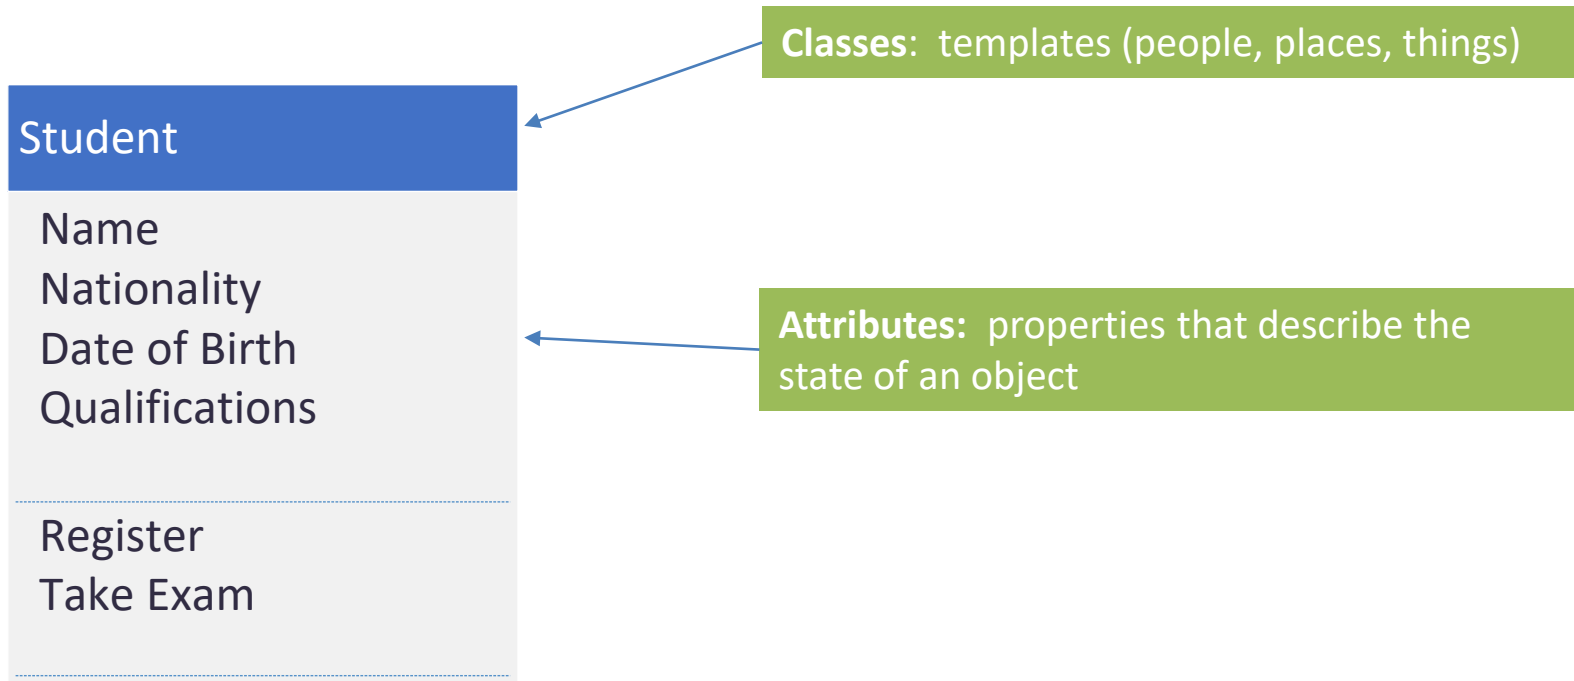 Classes: templates (people, places, things)
Student
Name
Nationality
Date of Birth
Qualifications
Attributes: properties that describe the
state of an object
Register
Take Exam